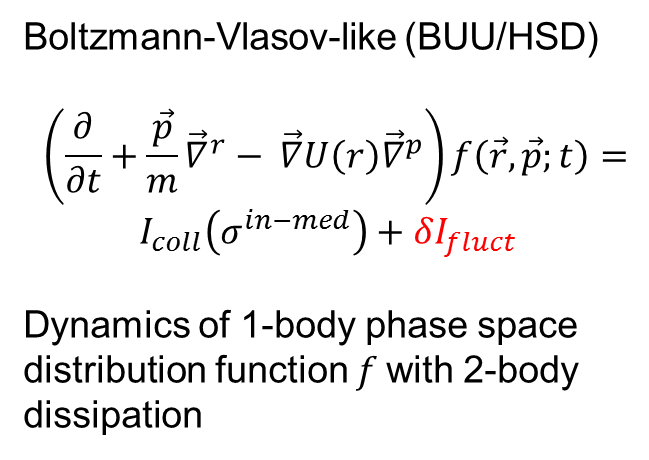 Boltzmann-Vlasov-like (BUU/HSD)
$\left(\frac{\partial}{\partial t} + \frac{\vec{p}}{m}\vec{\nabla}^r - \vec{\nabla}U(r)\vec{\nabla}^p\right)f(\vec{r},\vec{p};t) =$
$I_{coll}(\sigma^{in-med}) + \delta I_{fluct}$
Dynamics of 1-body phase space
distribution function $f$ with 2-body
dissipation